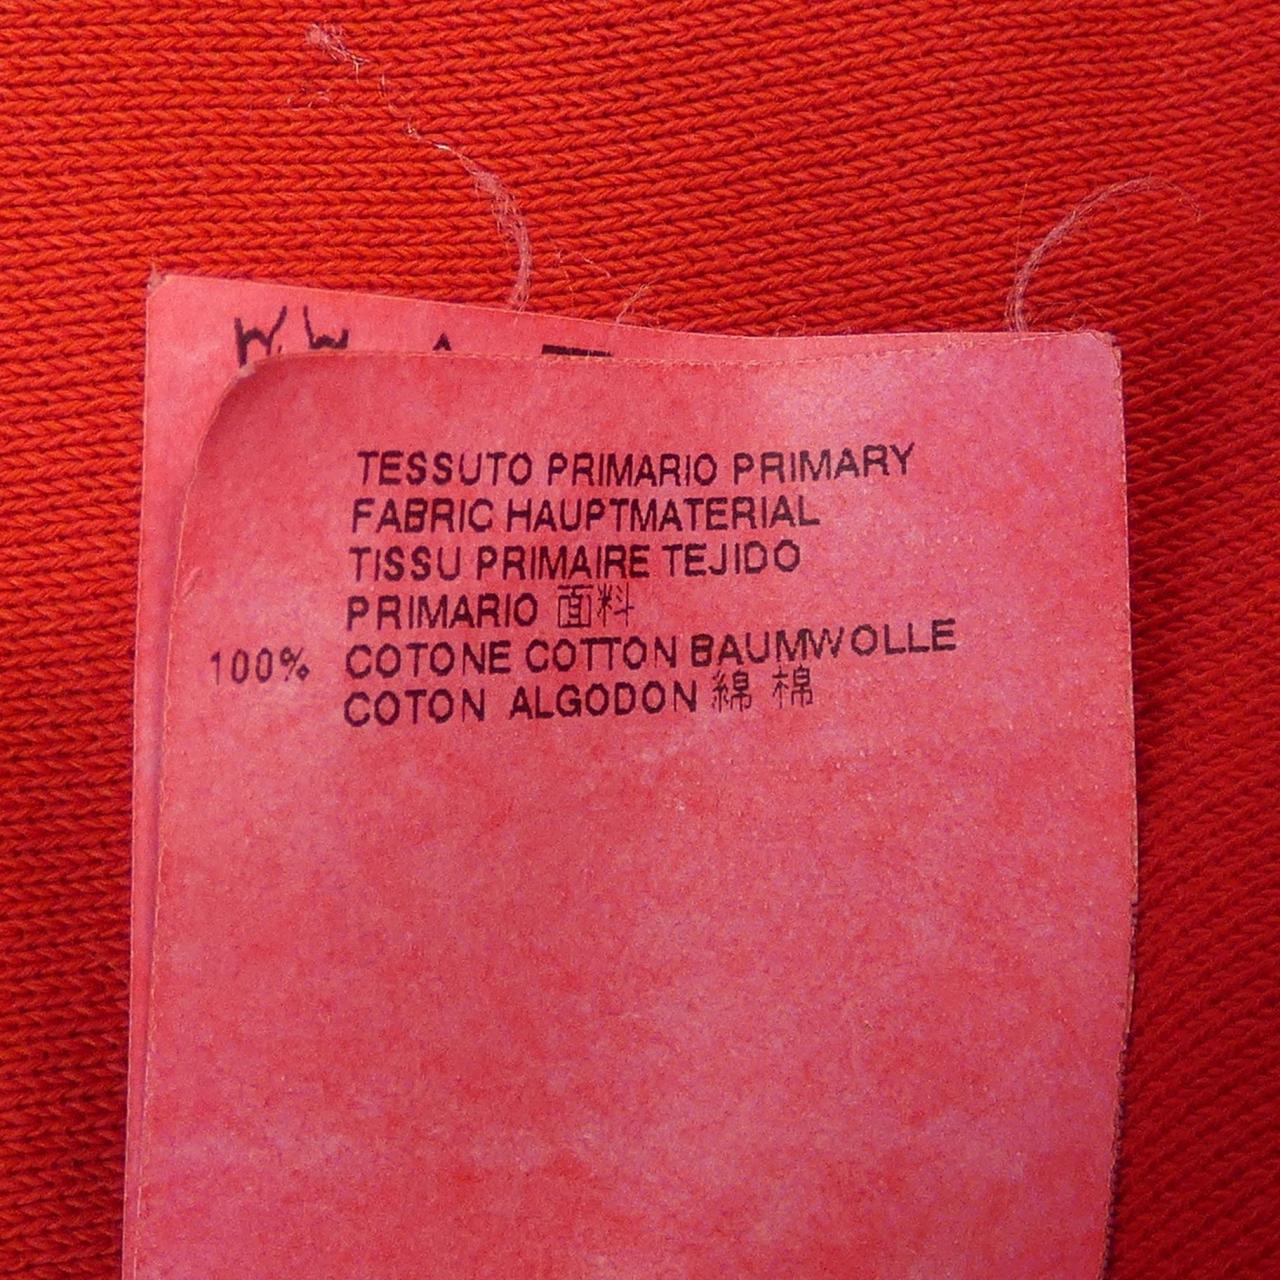 TESSUTO PRIMARIO PRIMARY
FABRIC HAUPTMATERIAL
TISSU PRIMAIRE TEJIDO
PRIMARIO 面料
100% COTONE COTTON BAUMWOLLE
COTON ALGODON 綿 棉